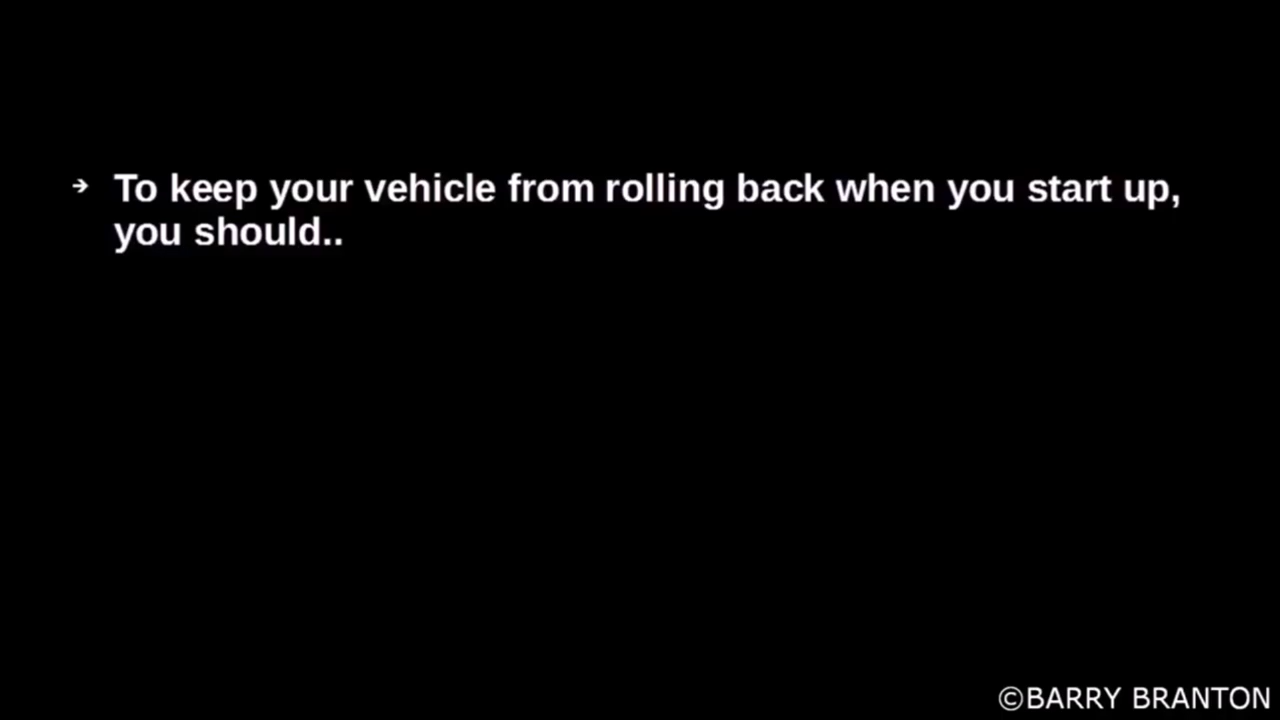 ➔ To keep your vehicle from rolling back when you start up,
you should..
©BARRY BRANTON